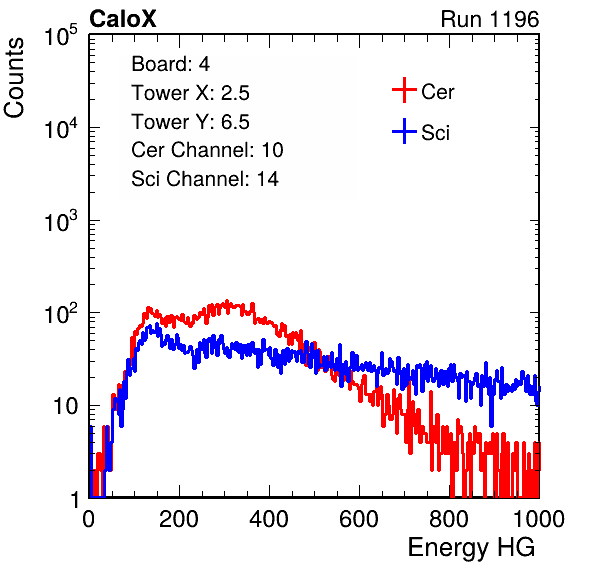 CaloX Run 1196
Counts
Board: 4
Tower X: 2.5
Tower Y: 6.5
Cer Channel: 10
Sci Channel: 14
Cer
Sci
10^5
10^4
10^3
10^2
10
1
0 200 400 600 800 1000
Energy HG